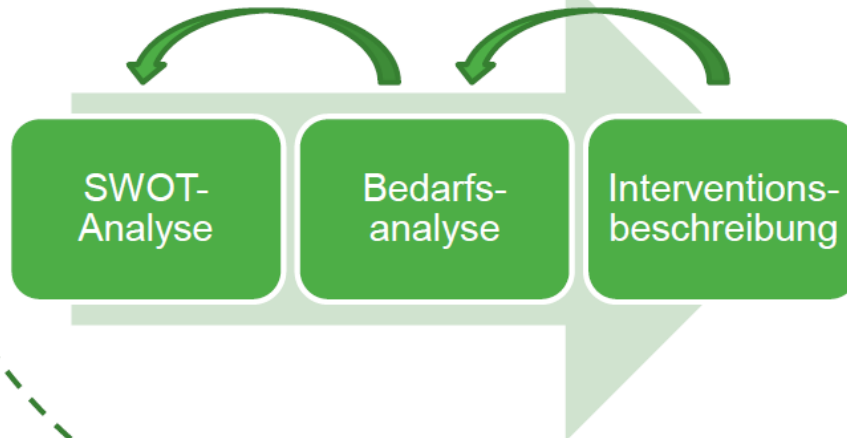 SWOT-
Analyse
Bedarfs-
analyse
Interventions-
beschreibung